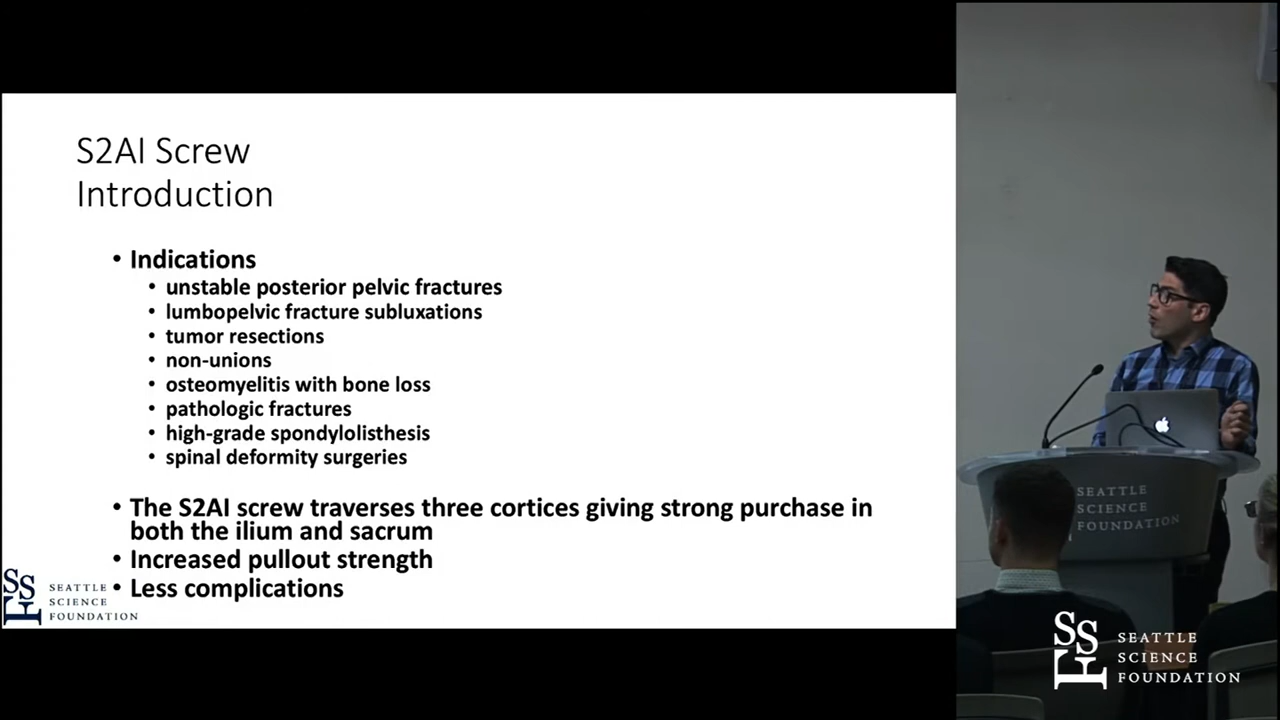 S2AI Screw
Introduction
• Indications
• unstable posterior pelvic fractures
• lumbopelvic fracture subluxations
• tumor resections
• non-unions
• osteomyelitis with bone loss
• pathologic fractures
• high-grade spondylolisthesis
• spinal deformity surgeries
• The S2AI screw traverses three cortices giving strong purchase in
both the ilium and sacrum
• Increased pullout strength
• Less complications
SSF
SEATTLE
SCIENCE
FOUNDATION
SEATTLE
SCIENCE
FOUNDATION
SSF
SEATTLE
SCIENCE
FOUNDATION